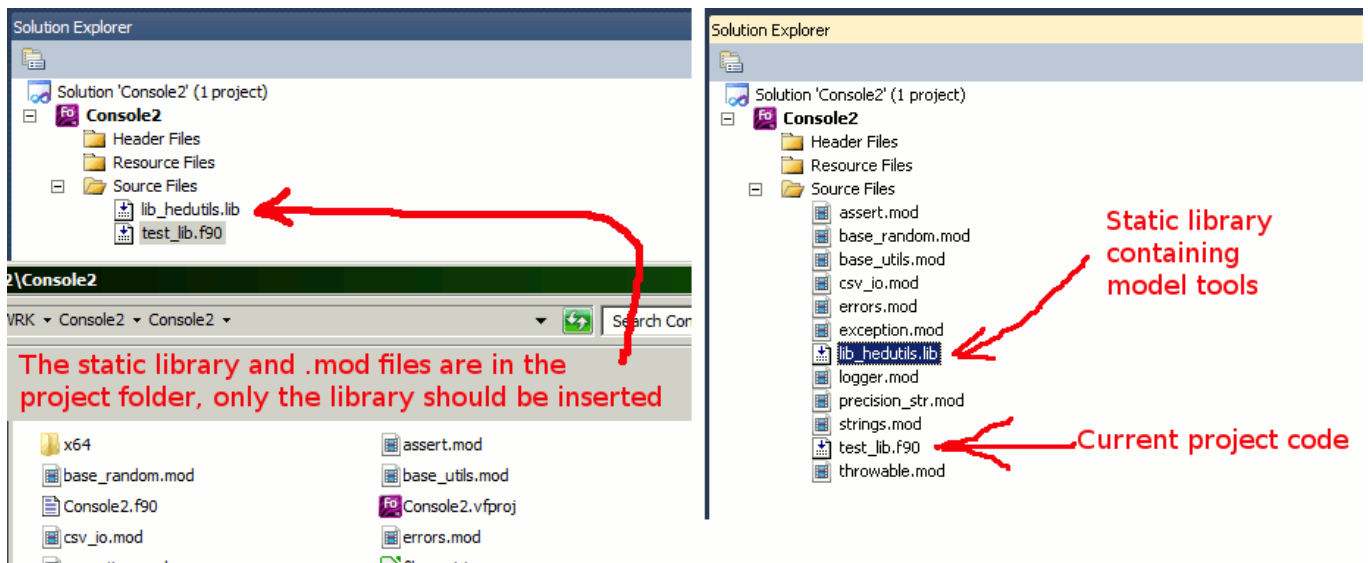 Solution Explorer
Solution 'Console2' (1 project)
Console2
Header Files
Resource Files
Source Files
lib_hedutils.lib
test_lib.f90
2\Console2
WRK Console2 Console2
Search Con
The static library and .mod files are in the
project folder, only the library should be inserted
x64
assert.mod
base_random.mod
base_utils.mod
Console2.f90
Console2.vfproj
csv_io.mod
errors.mod
Solution Explorer
Solution 'Console2' (1 project)
Console2
Header Files
Resource Files
Source Files
assert.mod
base_random.mod
base_utils.mod
csv_io.mod
errors.mod
exception.mod
lib_hedutils.lib
logger.mod
precision_str.mod
strings.mod
test_lib.f90
throwable.mod
Static library
containing
model tools
Current project code